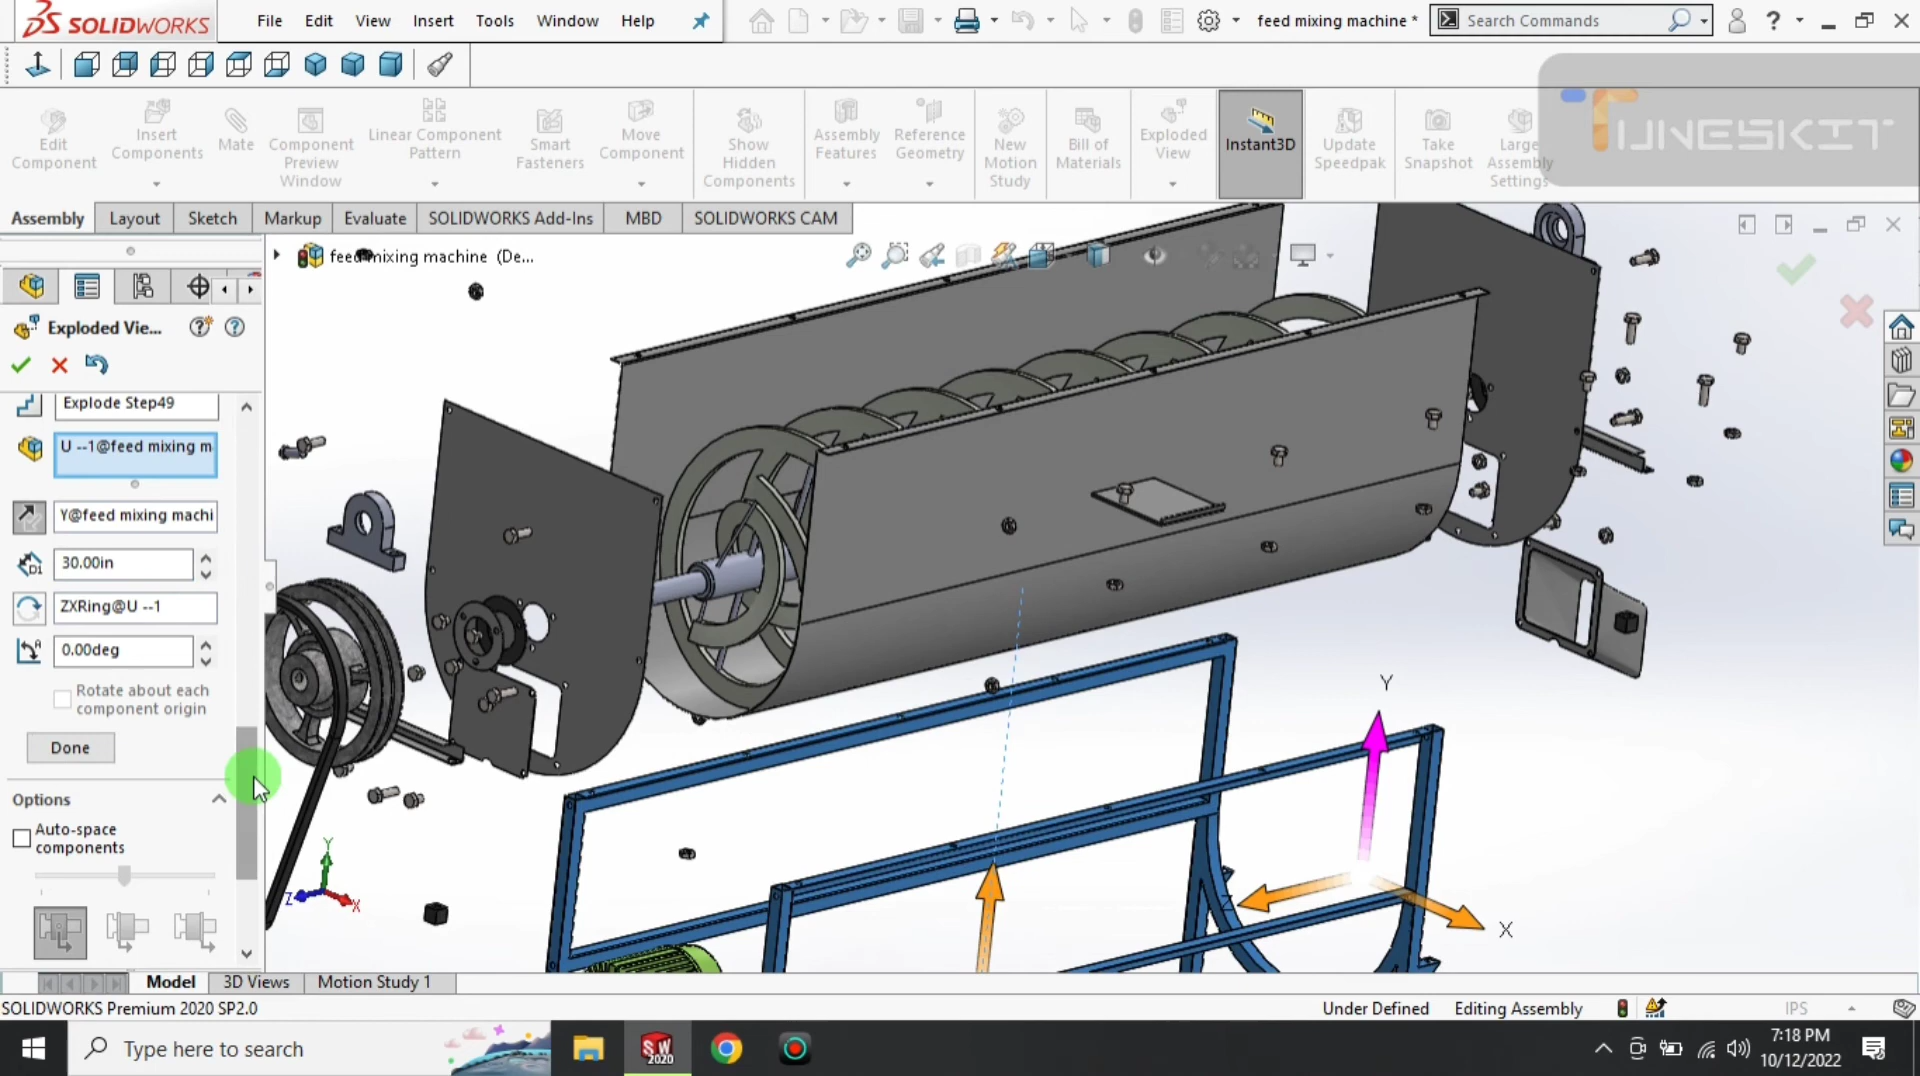 SOLIDWORKS
File Edit View Insert Tools Window Help
feed mixing machine *
Search Commands
Edit Component
Insert Components
Mate
Component Preview Window
Linear Component Pattern
Smart Fasteners
Move Component
Show Hidden Components
Assembly Features
Reference Geometry
New Motion Study
Bill of Materials
Exploded View
Instant3D
Update Speedpak
Take Snapshot
Large Assembly Settings
TUNESKIT
Assembly Layout Sketch Markup Evaluate SOLIDWORKS Add-Ins MBD SOLIDWORKS CAM
feed mixing machine (De...
Exploded Vie...
Explode Step49
U --1@feed mixing m
Y@feed mixing machi
30.00in
ZXRing@U --1
0.00deg
Rotate about each
component origin
Done
Options
Auto-space
components
Y
Z
X
Y
Z
X
Model 3D Views Motion Study 1
SOLIDWORKS Premium 2020 SP2.0
Under Defined Editing Assembly IPS
Type here to search
SW
2020
7:18 PM
10/12/2022